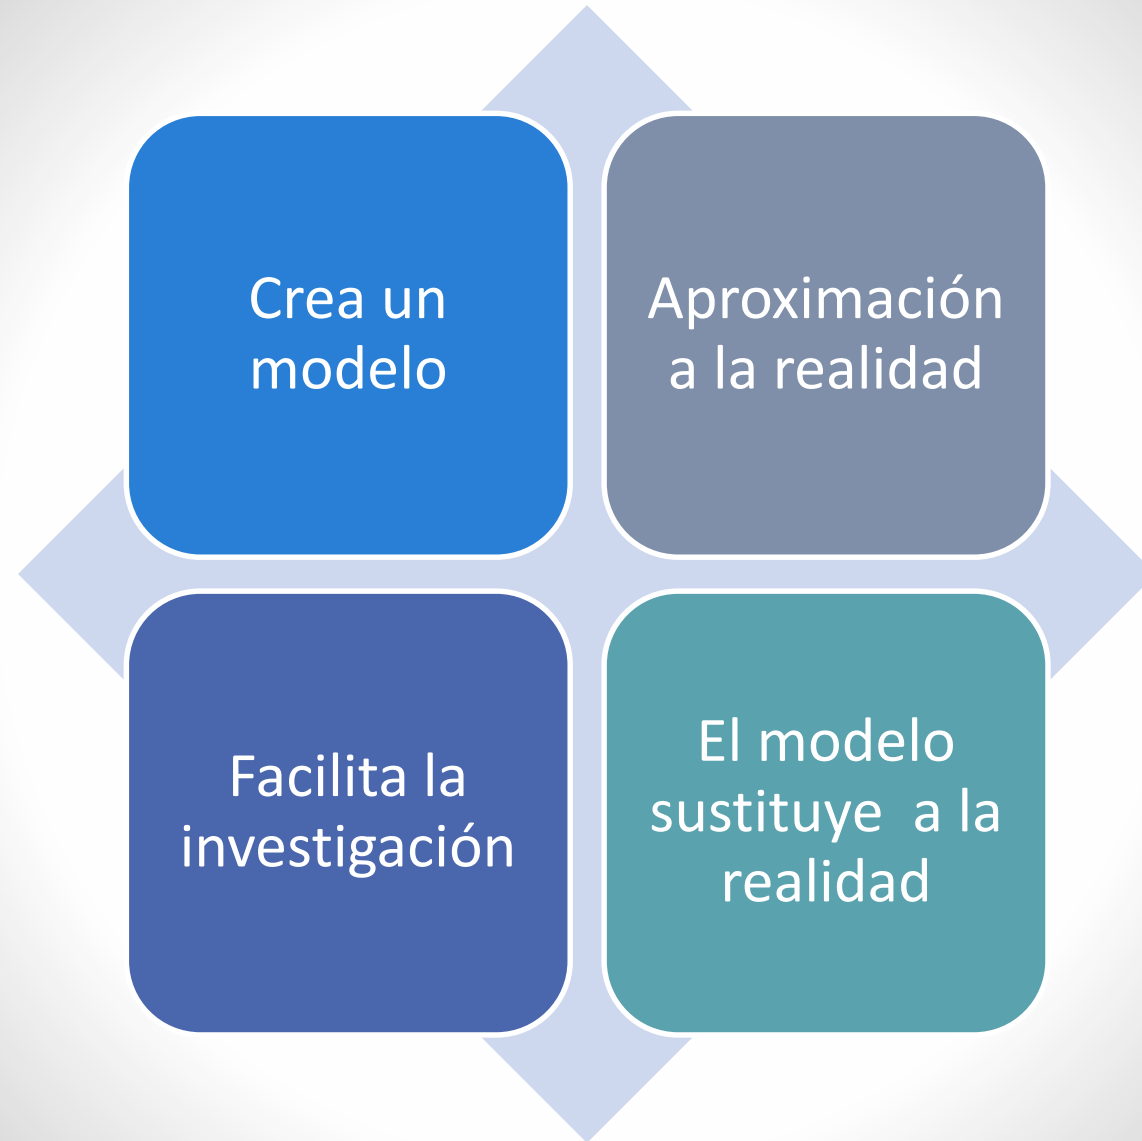 Crea un
modelo
Aproximación
a la realidad
Facilita la
investigación
El modelo
sustituye  a la
realidad